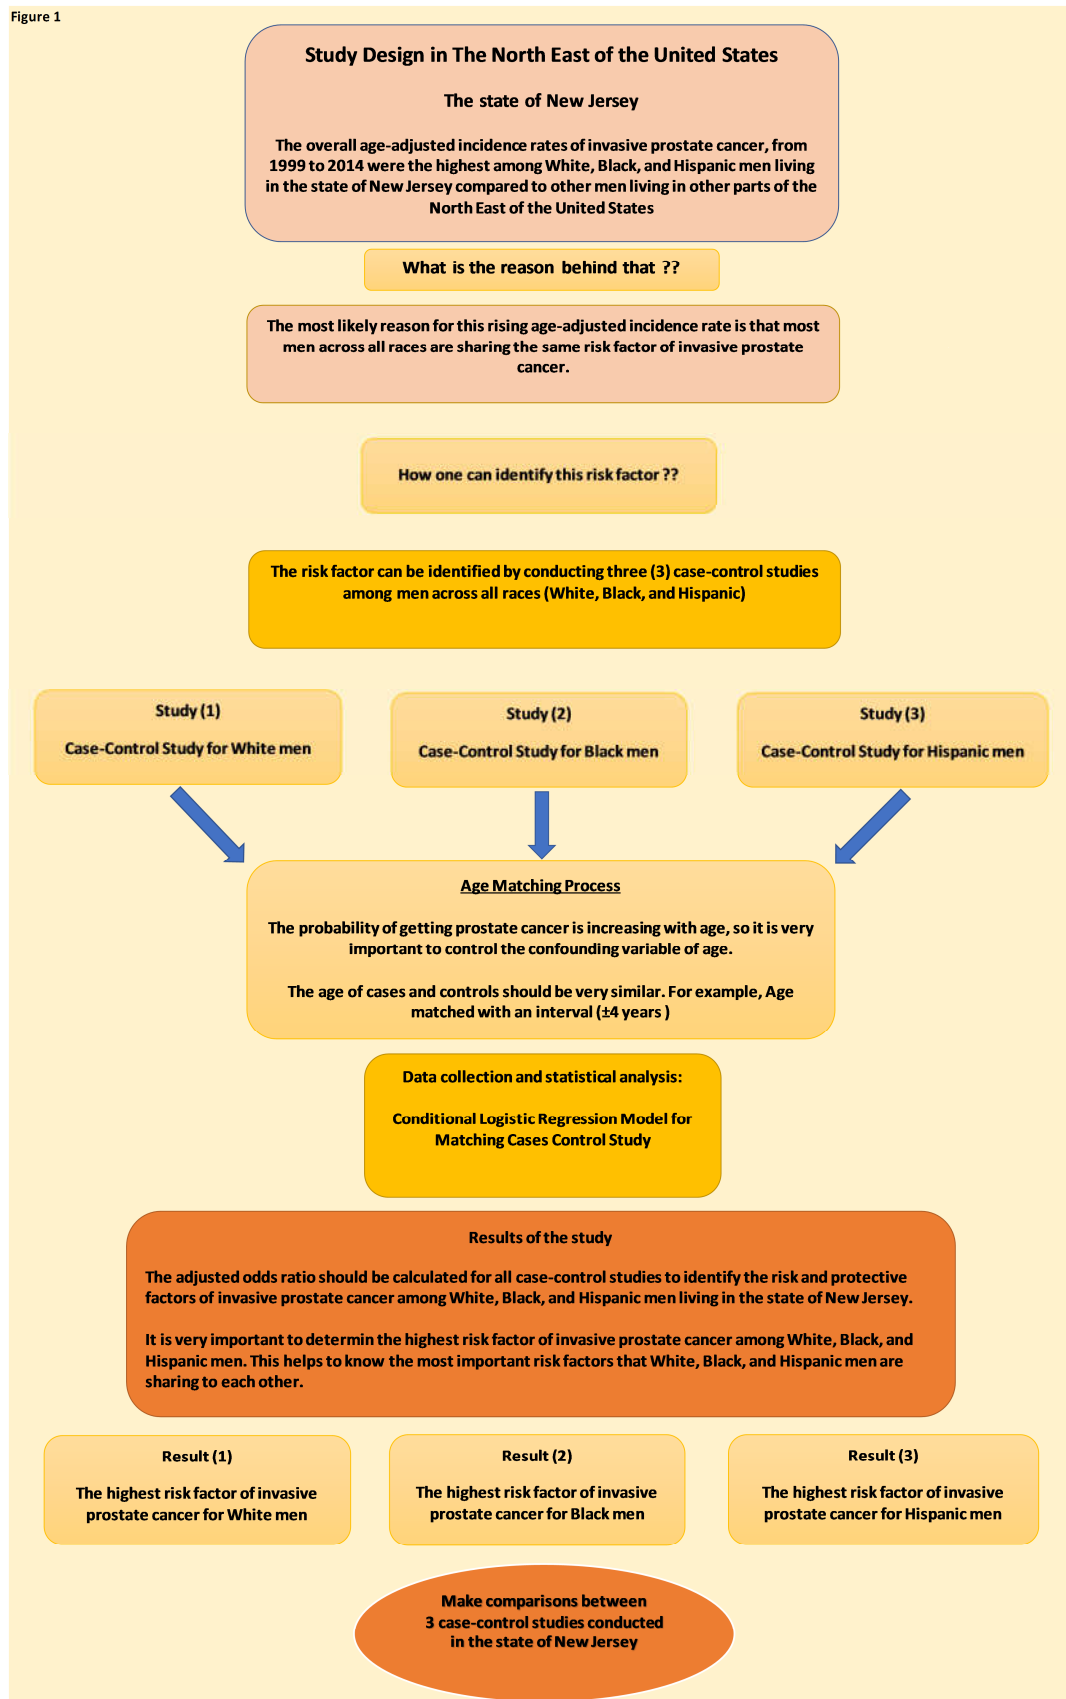 Figure 1
Study Design in The North East of the United States
The state of New Jersey
The overall age-adjusted incidence rates of invasive prostate cancer, from
1999 to 2014 were the highest among White, Black, and Hispanic men living
in the state of New Jersey compared to other men living in other parts of the
North East of the United States
What is the reason behind that ??
The most likely reason for this rising age-adjusted incidence rate is that most
men across all races are sharing the same risk factor of invasive prostate
cancer.
How one can identify this risk factor ??
The risk factor can be identified by conducting three (3) case-control studies
among men across all races (White, Black, and Hispanic)
Study (1)
Case-Control Study for White men
Study (2)
Case-Control Study for Black men
Study (3)
Case-Control Study for Hispanic men
Age Matching Process
The probability of getting prostate cancer is increasing with age, so it is very
important to control the confounding variable of age.
The age of cases and controls should be very similar. For example, Age
matched with an interval (±4 years )
Data collection and statistical analysis:
Conditional Logistic Regression Model for
Matching Cases Control Study
Results of the study
The adjusted odds ratio should be calculated for all case-control studies to identify the risk and protective
factors of invasive prostate cancer among White, Black, and Hispanic men living in the state of New Jersey.
It is very important to determin the highest risk factor of invasive prostate cancer among White, Black, and
Hispanic men. This helps to know the most important risk factors that White, Black, and Hispanic men are
sharing to each other.
Result (1)
The highest risk factor of invasive
prostate cancer for White men
Result (2)
The highest risk factor of invasive
prostate cancer for Black men
Result (3)
The highest risk factor of invasive
prostate cancer for Hispanic men
Make comparisons between
3 case-control studies conducted
in the state of New Jersey